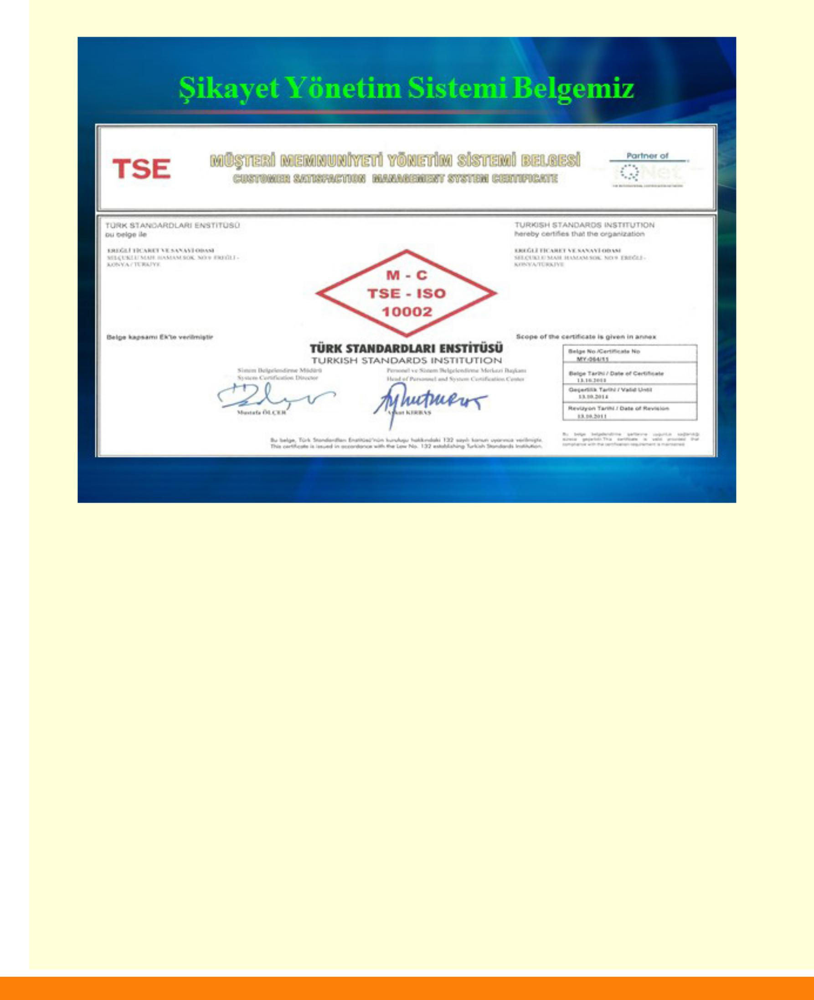 Şikayet Yönetim Sistemi Belgemiz
TSE
MÜŞTERİ MEMNUNİYETİ YÖNETİM SİSTEMİ BELGESİ
CUSTOMER SATISFACTION MANAGEMENT SYSTEM CERTIFICATE
Partner of
IQNet
THE INTERNATIONAL CERTIFICATION NETWORK
TÜRK STANDARDLARI ENSTİTÜSÜ
bu belge ile
EREĞLİ TİCARET VE SANAYİ ODASI
SELÇUKLU MAH. HAMAM SOK. NO:9 EREĞLİ -
KONYA / TÜRKİYE
TURKISH STANDARDS INSTITUTION
hereby certifies that the organization
EREĞLİ TİCARET VE SANAYİ ODASI
SELÇUKLU MAH. HAMAM SOK. NO:9 EREĞLİ -
KONYA/TÜRKİYE
M - C
TSE - ISO
10002
Belge kapsamı Ek'te verilmiştir
Scope of the certificate is given in annex
TÜRK STANDARDLARI ENSTİTÜSÜ
TURKISH STANDARDS INSTITUTION
Sistem Belgelendirme Müdürü
System Certification Director
Mustafa ÖLÇER
Personel ve Sistem Belgelendirme Merkezi Başkanı
Head of Personnel and System Certification Center
Aykut KIRBAŞ
Belge No /Certificate No
MY-064/11
Belge Tarihi / Date of Certificate
13.10.2011
Geçerlilik Tarihi / Valid Until
13.10.2014
Revizyon Tarihi / Date of Revision
13.10.2011
Bu belge, Türk Standardları Enstitüsü'nün kuruluşu hakkındaki 132 sayılı kanun uyarınca verilmiştir.
This certificate is issued in accordance with the Law No. 132 establishing Turkish Standards Institution.
Bu belge belgelendirme şartlarına uygunluk sağlandığı
sürece geçerlidir.This certificate is valid provided that
compliance with the certification requirement is maintained